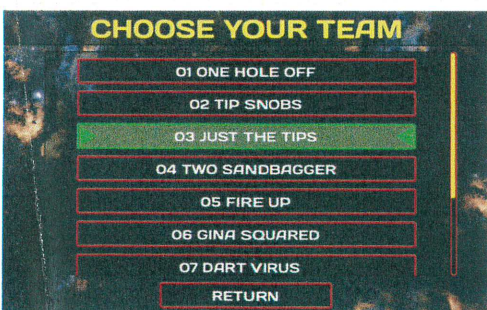 CHOOSE YOUR TEAM
01 ONE HOLE OFF
02 TIP SNOBS
03 JUST THE TIPS
04 TWO SANDBAGGER
05 FIRE UP
06 GINA SQUARED
07 DART VIRUS
RETURN